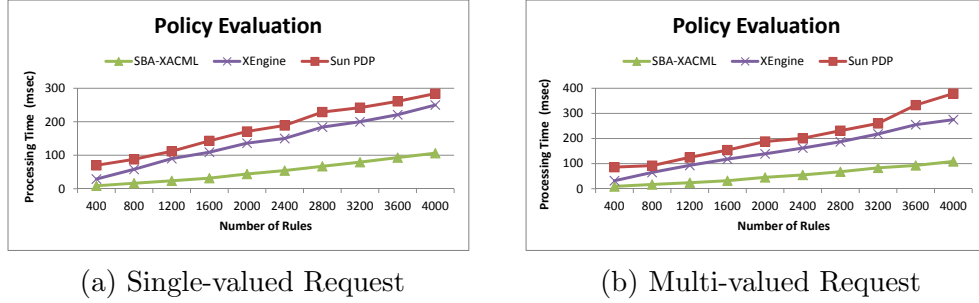 Policy Evaluation
SBA-XACML XEngine Sun PDP
Processing Time (msec)
300
200
100
0
400 800 1200 1600 2000 2400 2800 3200 3600 4000
Number of Rules
(a) Single-valued Request
Policy Evaluation
SBA-XACML XEngine Sun PDP
Processing Time (msec)
400
300
200
100
0
400 800 1200 1600 2000 2400 2800 3200 3600 4000
Number of Rules
(b) Multi-valued Request